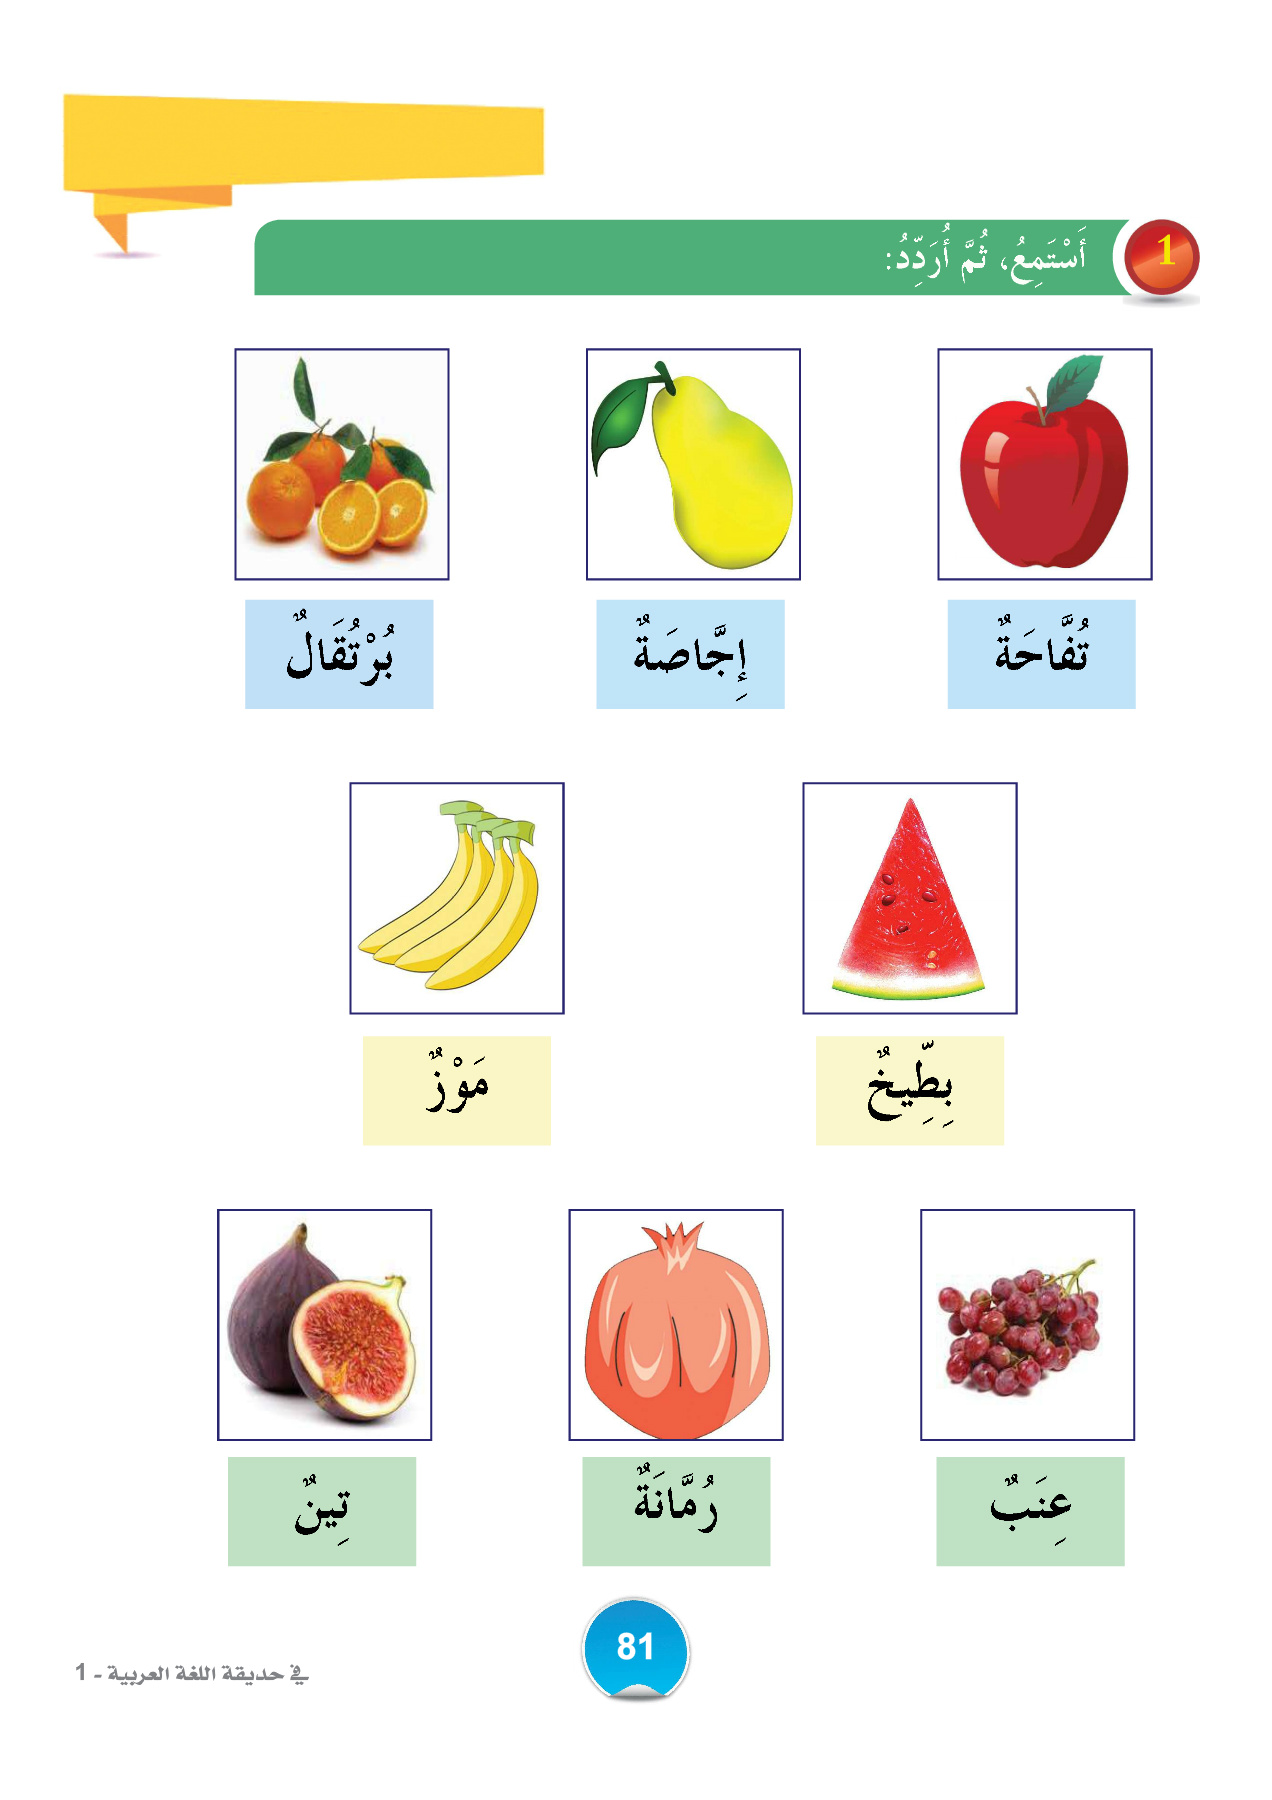 1
أَسْتَمِعُ، ثُمَّ أُرَدِّدُ:
تُفَّاحَةٌ
إِجَّاصَةٌ
بُرْتُقَالٌ
بِطِّيخٌ
مَوْزٌ
عِنَبٌ
رُمَّانَةٌ
تِينٌ
81
في حديقة اللغة العربية - 1